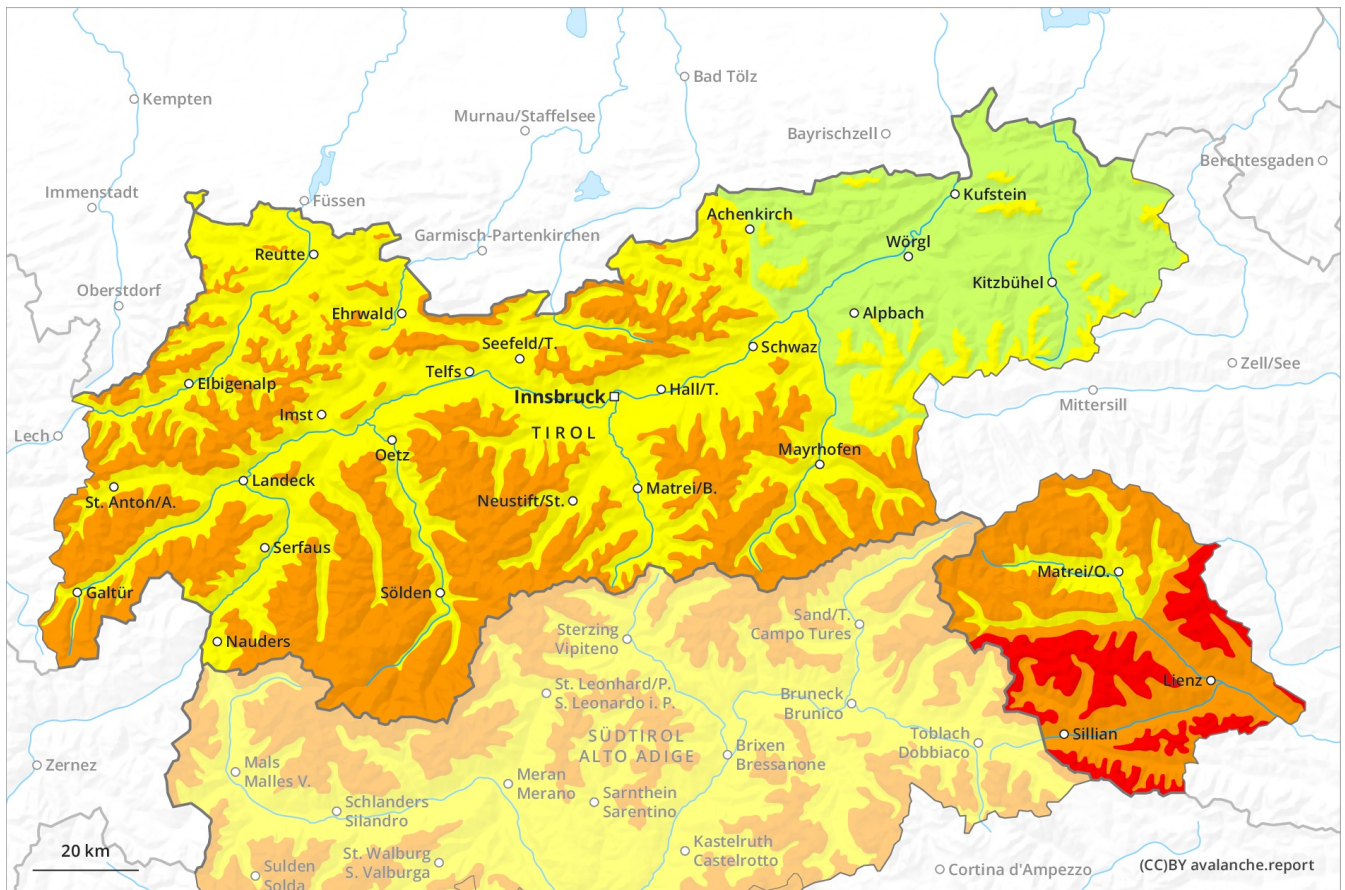 Bad Tölz
Kempten
Murnau/Staffelsee
Bayrischzell
Berchtesgaden
Immenstadt
Füssen
Kufstein
Achenkirch
Garmisch-Partenkirchen
Wörgl
Reutte
Kitzbühel
Oberstdorf
Ehrwald
Alpbach
Seefeld/T.
Schwaz
Zell/See
Telfs
Elbigenalp
Hall/T.
Innsbruck
Mittersill
Imst
TIROL
Lech
Oetz
Mayrhofen
Landeck
Matrei/B.
St. Anton/A.
Neustift/St.
Serfaus
Matrei/O.
Galtür
Sölden
Sand/T.
Campo Tures
Sterzing
Vipiteno
Nauders
Lienz
St. Leonhard/P.
S. Leonardo i. P.
Bruneck
Brunico
SÜDTIROL
ALTO ADIGE
Toblach
Dobbiaco
Sillian
Brixen
Bressanone
Zernez
Mals
Malles V.
Meran
Merano
Sarnthein
Sarentino
Schlanders
Silandro
20 km
St. Walburg
S. Valburga
Kastelruth
Castelrotto
Sulden
Solda
Cortina d'Ampezzo
(CC)BY avalanche.report